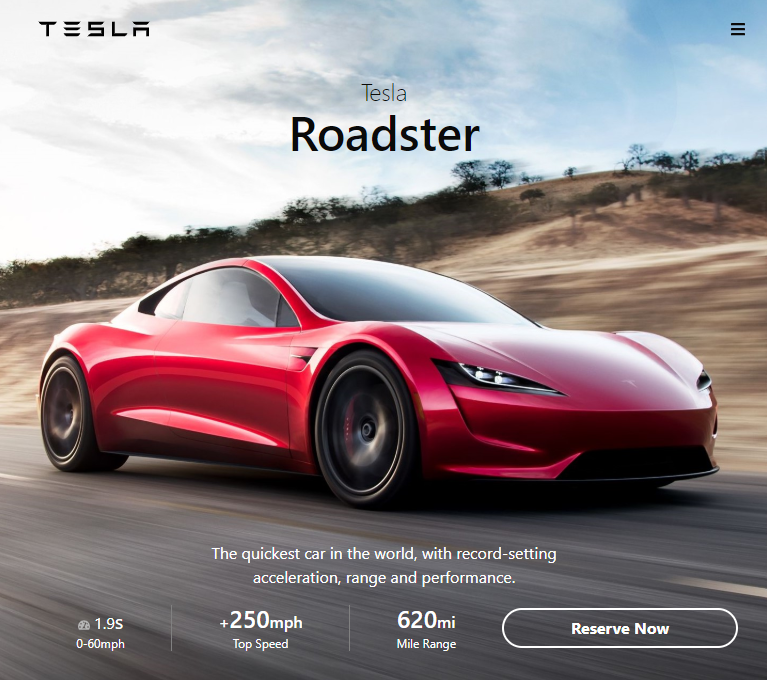 TESLA
Tesla
Roadster
The quickest car in the world, with record-setting
acceleration, range and performance.
1.9s
0-60mph
+250mph
Top Speed
620mi
Mile Range
Reserve Now